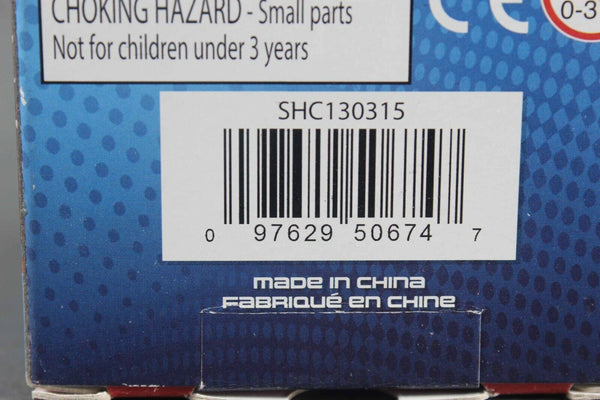 CHOKING HAZARD - Small parts
Not for children under 3 years
CE
0-3
SHC130315
0 97629 50674 7
made in china
FABRIQUÉ en CHINE